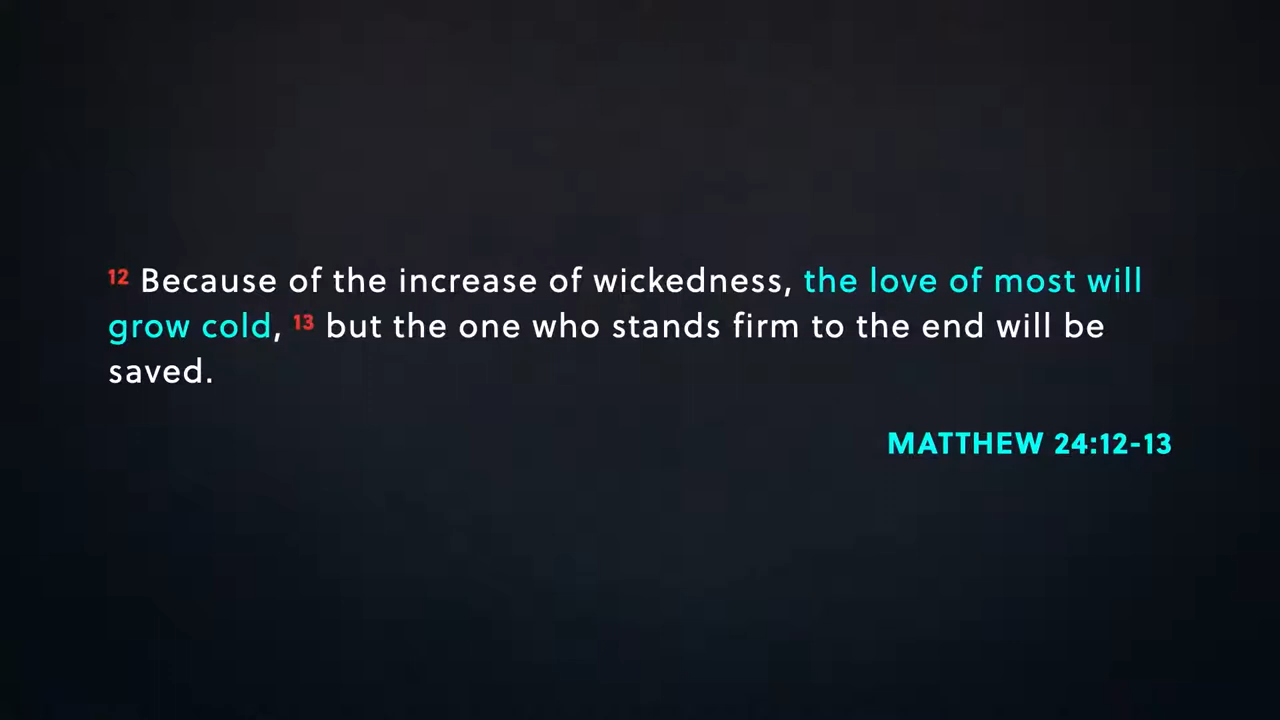 12 Because of the increase of wickedness, the love of most will
grow cold, 13 but the one who stands firm to the end will be
saved.
MATTHEW 24:12-13